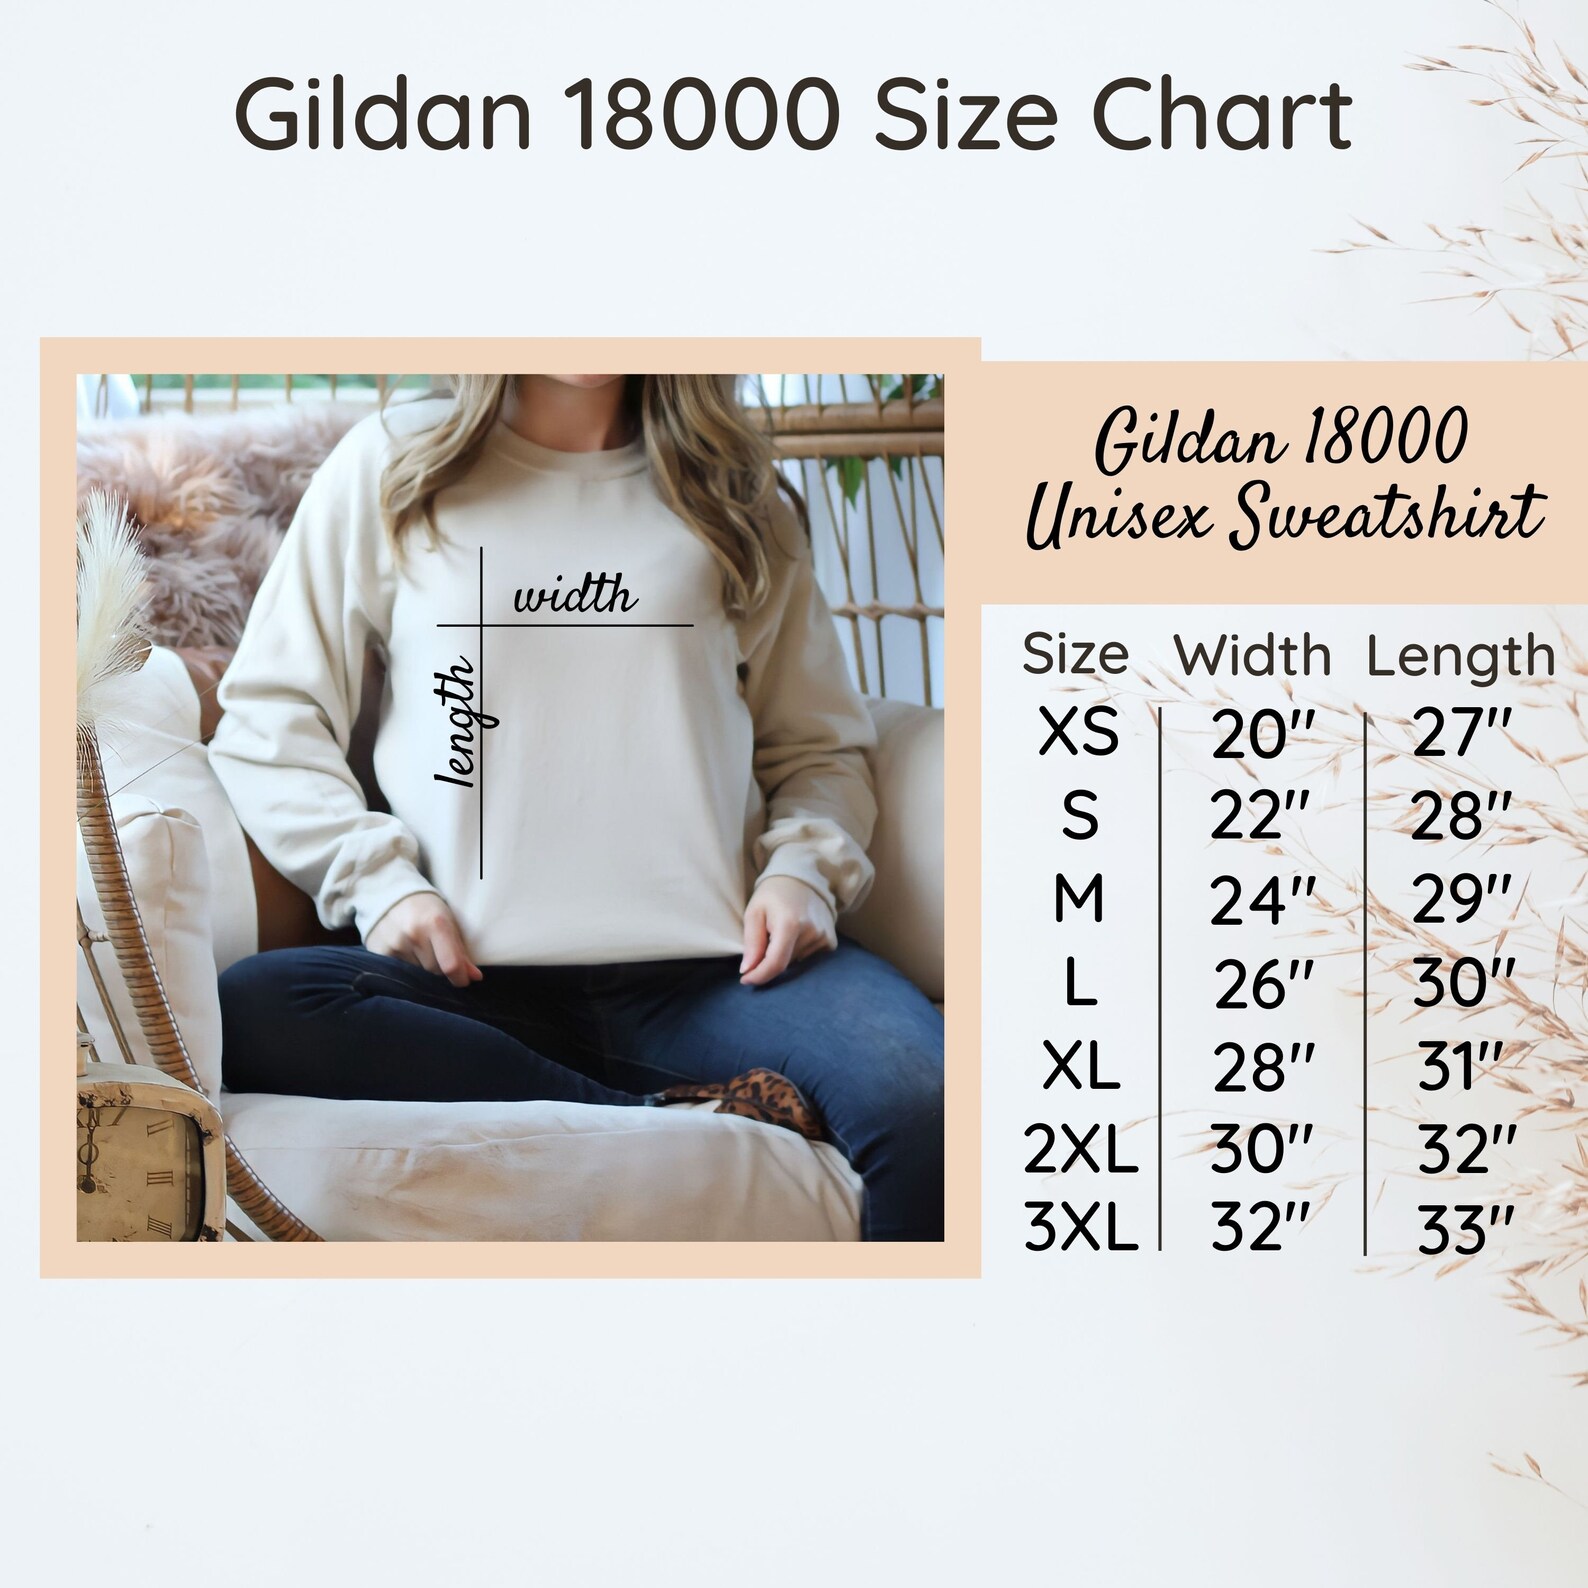 Gildan 18000 Size Chart
width
length
Gildan 18000
Unisex Sweatshirt
Size Width Length
XS 20" 27"
S 22" 28"
M 24" 29"
L 26" 30"
XL 28" 31"
2XL 30" 32"
3XL 32" 33"